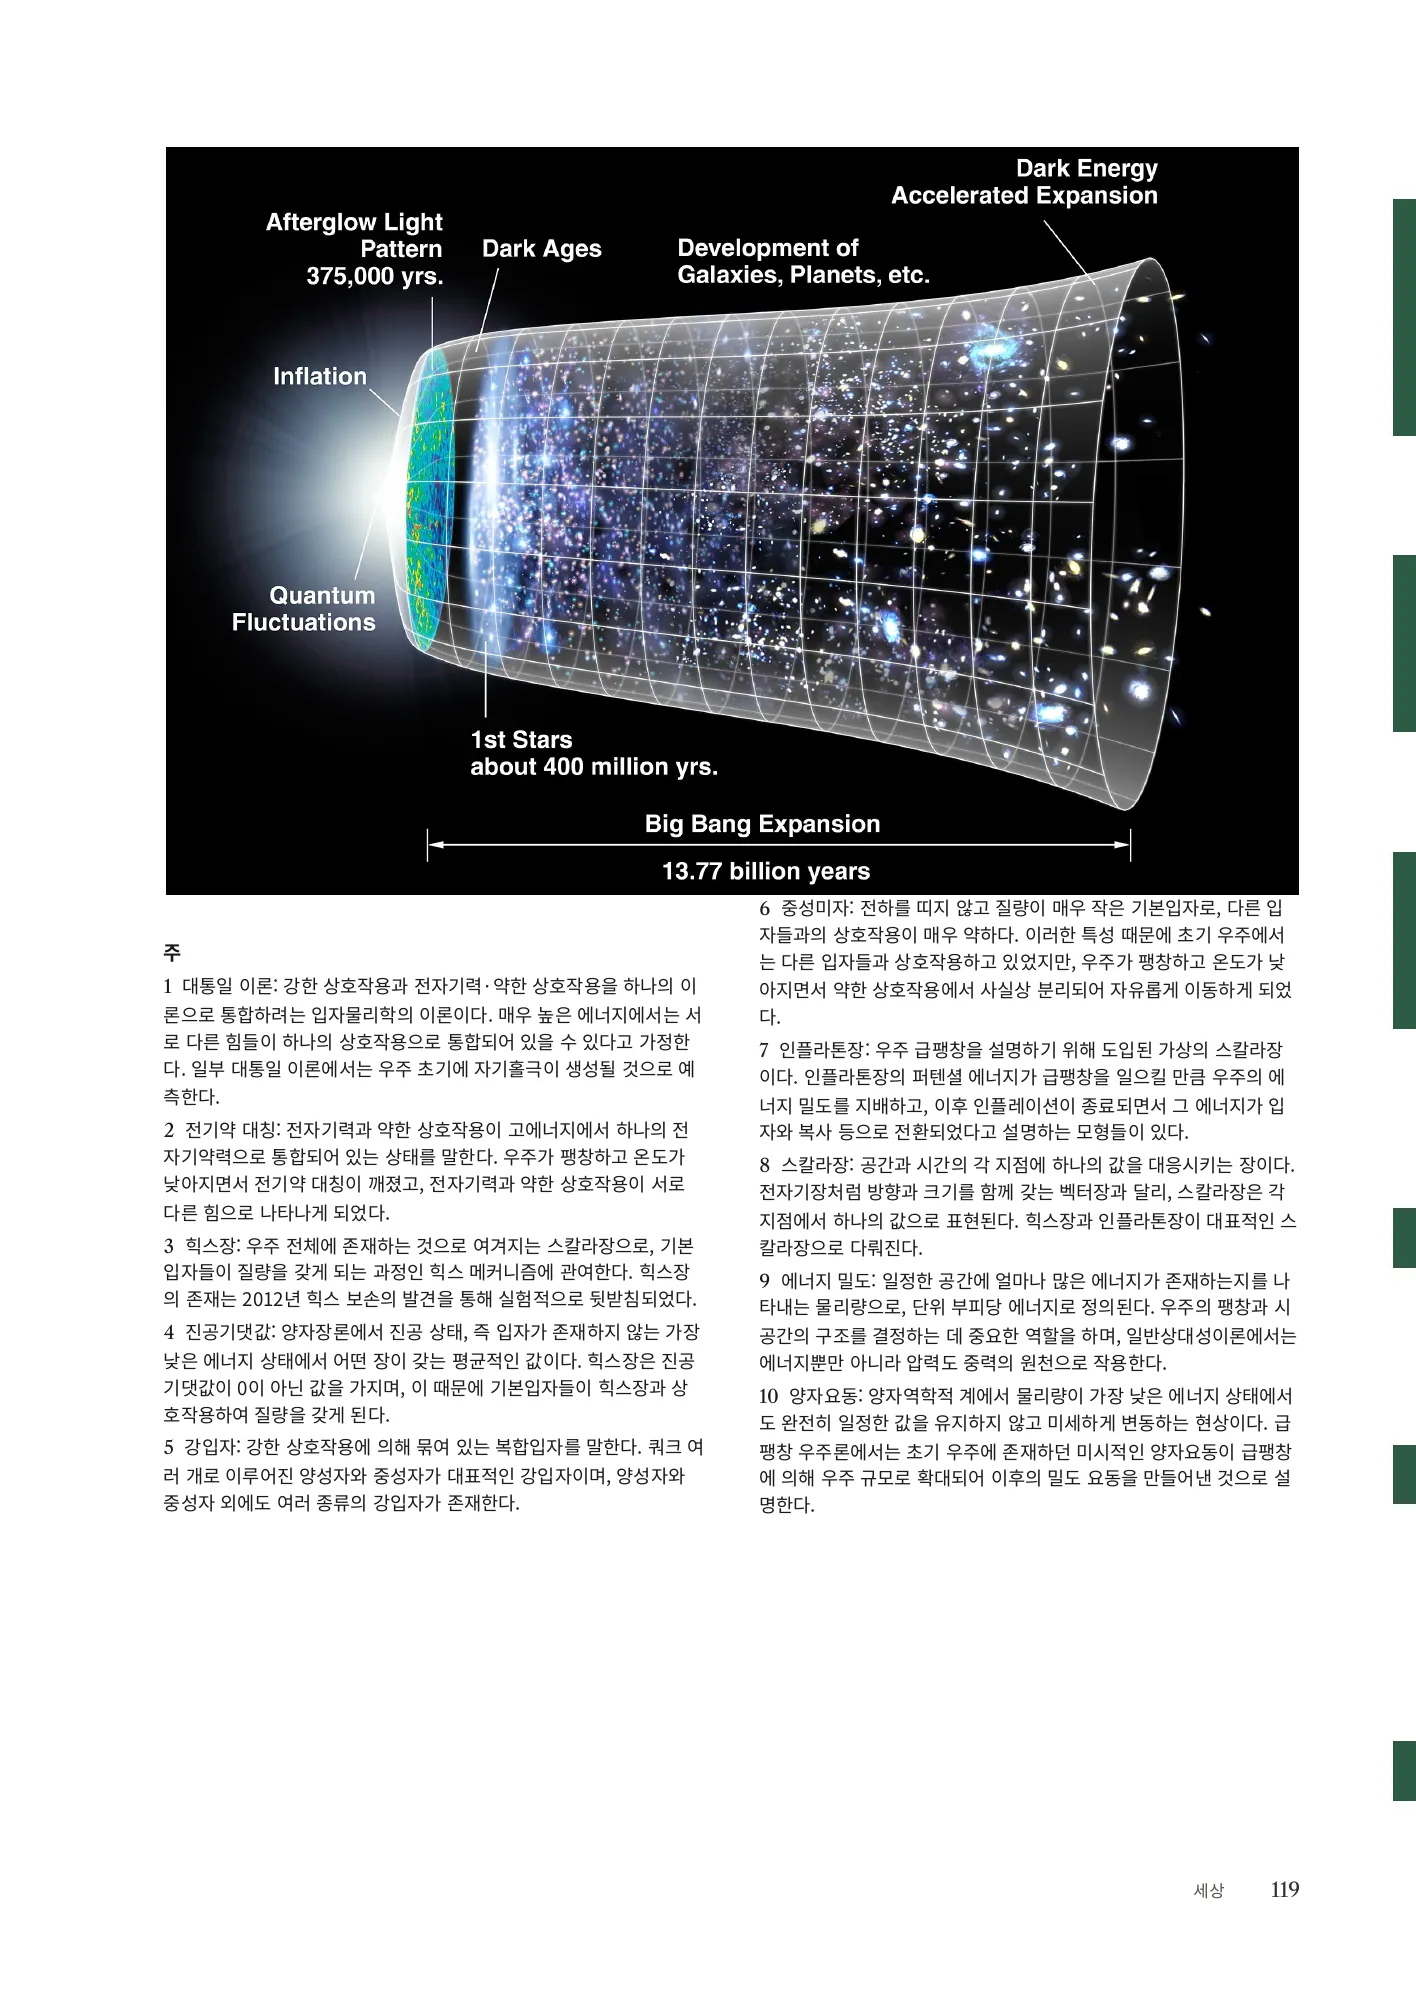 Dark Energy
Accelerated Expansion
Afterglow Light
Pattern
375,000 yrs.
Dark Ages
Development of
Galaxies, Planets, etc.
Inflation
Quantum
Fluctuations
1st Stars
about 400 million yrs.
Big Bang Expansion
13.77 billion years
주
1 대통일 이론: 강한 상호작용과 전자기력·약한 상호작용을 하나의 이
론으로 통합하려는 입자물리학의 이론이다. 매우 높은 에너지에서는 서
로 다른 힘들이 하나의 상호작용으로 통합되어 있을 수 있다고 가정한
다. 일부 대통일 이론에서는 우주 초기에 자기홀극이 생성될 것으로 예
측한다.
2 전기약 대칭: 전자기력과 약한 상호작용이 고에너지에서 하나의 전
자기약력으로 통합되어 있는 상태를 말한다. 우주가 팽창하고 온도가
낮아지면서 전기약 대칭이 깨졌고, 전자기력과 약한 상호작용이 서로
다른 힘으로 나타나게 되었다.
3 힉스장: 우주 전체에 존재하는 것으로 여겨지는 스칼라장으로, 기본
입자들이 질량을 갖게 되는 과정인 힉스 메커니즘에 관여한다. 힉스장
의 존재는 2012년 힉스 보손의 발견을 통해 실험적으로 뒷받침되었다.
4 진공기댓값: 양자장론에서 진공 상태, 즉 입자가 존재하지 않는 가장
낮은 에너지 상태에서 어떤 장이 갖는 평균적인 값이다. 힉스장은 진공
기댓값이 0이 아닌 값을 가지며, 이 때문에 기본입자들이 힉스장과 상
호작용하여 질량을 갖게 된다.
5 강입자: 강한 상호작용에 의해 묶여 있는 복합입자를 말한다. 쿼크 여
러 개로 이루어진 양성자와 중성자가 대표적인 강입자이며, 양성자와
중성자 외에도 여러 종류의 강입자가 존재한다.
6 중성미자: 전하를 띠지 않고 질량이 매우 작은 기본입자로, 다른 입
자들과의 상호작용이 매우 약하다. 이러한 특성 때문에 초기 우주에서
는 다른 입자들과 상호작용하고 있었지만, 우주가 팽창하고 온도가 낮
아지면서 약한 상호작용에서 사실상 분리되어 자유롭게 이동하게 되었
다.
7 인플라톤장: 우주 급팽창을 설명하기 위해 도입된 가상의 스칼라장
이다. 인플라톤장의 퍼텐셜 에너지가 급팽창을 일으킬 만큼 우주의 에
너지 밀도를 지배하고, 이후 인플레이션이 종료되면서 그 에너지가 입
자와 복사 등으로 전환되었다고 설명하는 모형들이 있다.
8 스칼라장: 공간과 시간의 각 지점에 하나의 값을 대응시키는 장이다.
전자기장처럼 방향과 크기를 함께 갖는 벡터장과 달리, 스칼라장은 각
지점에서 하나의 값으로 표현된다. 힉스장과 인플라톤장이 대표적인 스
칼라장으로 다뤄진다.
9 에너지 밀도: 일정한 공간에 얼마나 많은 에너지가 존재하는지를 나
타내는 물리량으로, 단위 부피당 에너지로 정의된다. 우주의 팽창과 시
공간의 구조를 결정하는 데 중요한 역할을 하며, 일반상대성이론에서는
에너지뿐만 아니라 압력도 중력의 원천으로 작용한다.
10 양자요동: 양자역학적 계에서 물리량이 가장 낮은 에너지 상태에서
도 완전히 일정한 값을 유지하지 않고 미세하게 변동하는 현상이다. 급
팽창 우주론에서는 초기 우주에 존재하던 미시적인 양자요동이 급팽창
에 의해 우주 규모로 확대되어 이후의 밀도 요동을 만들어낸 것으로 설
명한다.
세상 119